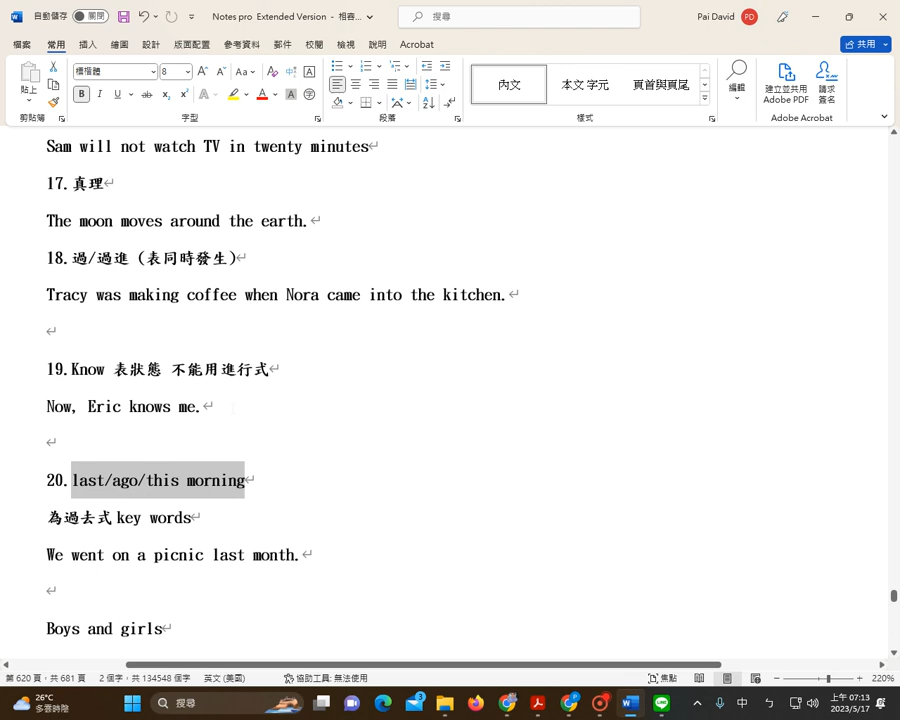 自動儲存 關閉 Notes pro Extended Version - 相容... 搜尋 Pai David PD
檔案 常用 插入 繪圖 設計 版面配置 參考資料 郵件 校閱 檢視 說明 Acrobat 共用
貼上 標楷體 8 內文 本文 字元 頁首與頁尾 編輯 建立並共用 Adobe PDF 請求 簽名
剪貼簿 字型 段落 樣式 Adobe Acrobat
Sam will not watch TV in twenty minutes
17.真理
The moon moves around the earth.
18.過/過進 (表同時發生)
Tracy was making coffee when Nora came into the kitchen.
19.Know 表狀態 不能用進行式
Now, Eric knows me.
20.last/ago/this morning
為過去式 key words
We went on a picnic last month.
Boys and girls
第 620 頁，共 681 頁 2 個字，共 134548 個字 英文 (美國) 協助工具: 無法使用 焦點 220%
26°C
多雲時陰
搜尋
3
中
上午 07:13
2023/5/17